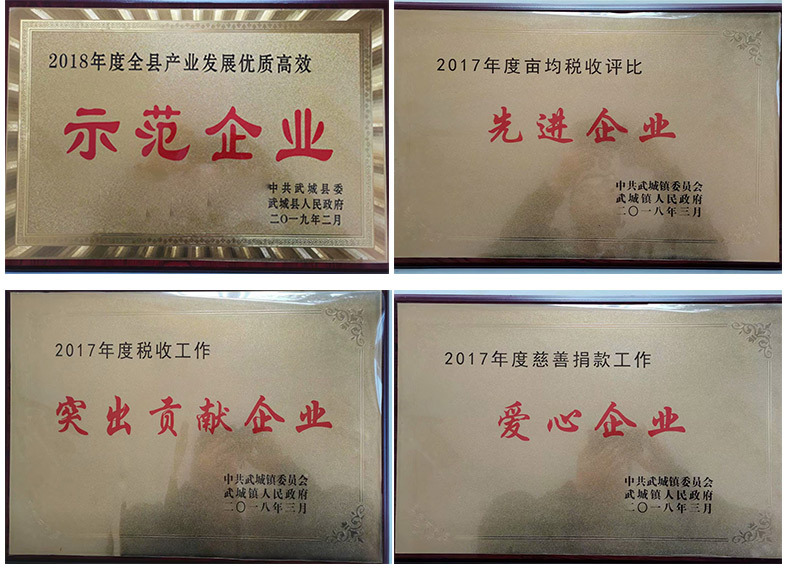 2018年度全县产业发展优质高效
示范企业
中共武城县委
武城县人民政府
二〇一九年二月
2017年度亩均税收评比
先进企业
中共武城镇委员会
武城镇人民政府
二〇一八年三月
2017年度税收工作
突出贡献企业
中共武城镇委员会
武城镇人民政府
二〇一八年三月
2017年度慈善捐款工作
爱心企业
中共武城镇委员会
武城镇人民政府
二〇一八年三月